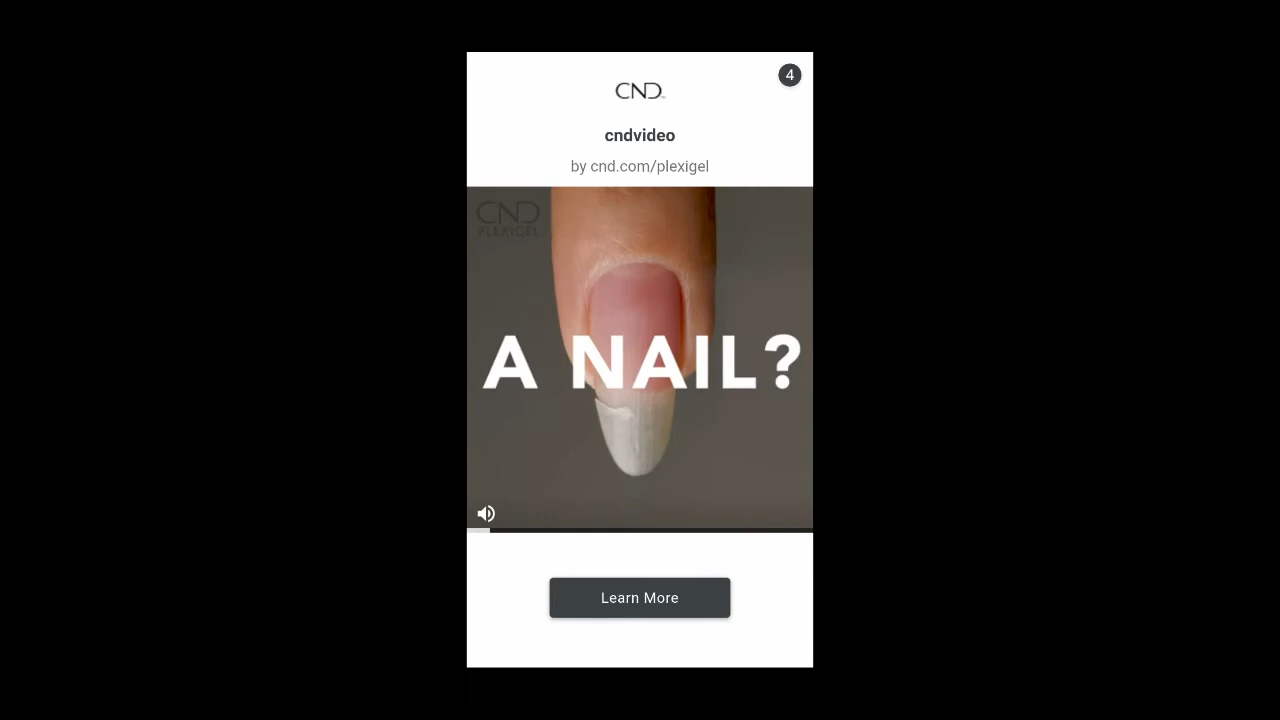 4
CND
cndvideo
by cnd.com/plexigel
CND
PLEXIGEL
A NAIL?
Learn More